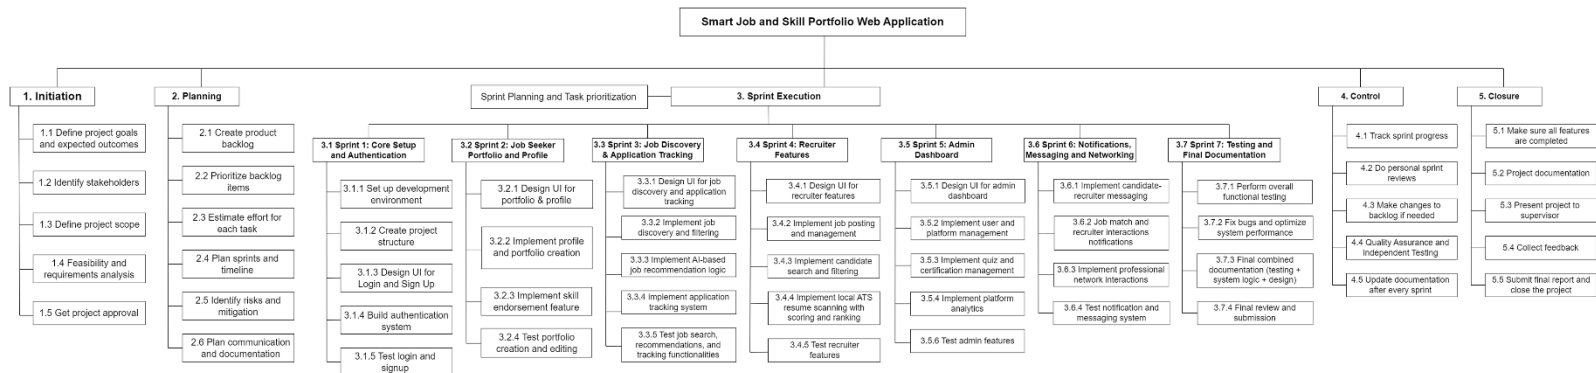 Smart Job and Skill Portfolio Web Application
1. Initiation
1.1 Define project goals
and expected outcomes
1.2 Identify stakeholders
1.3 Define project scope
1.4 Feasibility and
requirements analysis
1.5 Get project approval
2. Planning
2.1 Create product
backlog
2.2 Prioritize
backlog items
2.3 Estimate effort for
each task
2.4 Plan sprints and
timeline
2.5 Identify risks and
mitigation
2.6 Plan communication
and documentation
Sprint Planning and Task prioritization
3. Sprint Execution
3.1 Sprint 1: Core Setup
and Authentication
3.1.1 Set up development
environment
3.1.2 Create project
structure
3.1.3 Design UI for
Login and Sign Up
3.1.4 Build authentication
system
3.1.5 Test login and
signup
3.2 Sprint 2: Job Seeker
Portfolio and Profile
3.2.1 Design UI for
portfolio & profile
3.2.2 Implement profile
and portfolio creation
3.2.3 Implement skill
endorsement feature
3.2.4 Test portfolio
creation and editing
3.3 Sprint 3: Job Discovery
& Application Tracking
3.3.1 Design UI for job
discovery and application
tracking
3.3.2 Implement job
discovery and filtering
3.3.3 Implement AI-based
job recommendation logic
3.3.4 Implement application
tracking system
3.3.5 Test job search,
recommendations, and
tracking functionalities
3.4 Sprint 4: Recruiter
Features
3.4.1 Design UI for
recruiter features
3.4.2 Implement job posting
and management
3.4.3 Implement candidate
search and filtering
3.4.4 Implement local ATS
resume scanning with
scoring and ranking
3.4.5 Test recruiter
features
3.5 Sprint 5: Admin
Dashboard
3.5.1 Design UI for admin
dashboard
3.5.2 Implement user and
platform management
3.5.3 Implement quiz and
certification management
3.5.4 Implement platform
analytics
3.5.6 Test admin features
3.6 Sprint 6: Notifications,
Messaging and Networking
3.6.1 Implement candidate-
recruiter messaging
3.6.2 Job match and
recruiter interactions
notifications
3.6.3 Implement professional
network interactions
3.6.4 Test notification and
messaging system
3.7 Sprint 7: Testing and
Final Documentation
3.7.1 Perform overall
functional testing
3.7.2 Fix bugs and optimize
system performance
3.7.3 Final combined
documentation (testing +
system logic + design)
3.7.4 Final review and
submission
4. Control
4.1 Track sprint progress
4.2 Do personal sprint
reviews
4.3 Make changes to
backlog if needed
4.4 Quality Assurance and
Independent Testing
4.5 Update documentation
after every sprint
5. Closure
5.1 Make sure all features
are completed
5.2 Project documentation
5.3 Present project to
supervisor
5.4 Collect feedback
5.5 Submit final report and
close the project